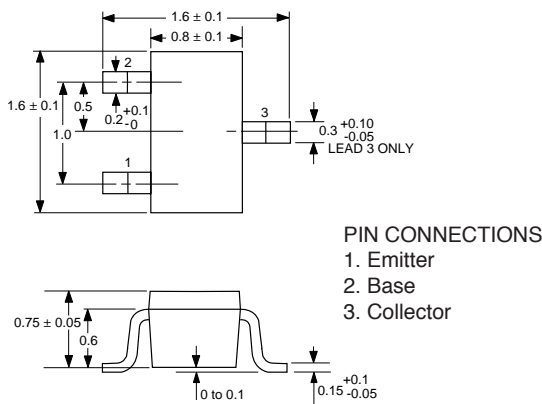 1.6 ± 0.1
0.8 ± 0.1
2
1.6 ± 0.1
0.5
1.0
0.2 +0.1 -0
3
0.3 +0.10 -0.05
LEAD 3 ONLY
1
PIN CONNECTIONS
1. Emitter
2. Base
3. Collector
0.75 ± 0.05
0.6
0 to 0.1
0.15 +0.1 -0.05